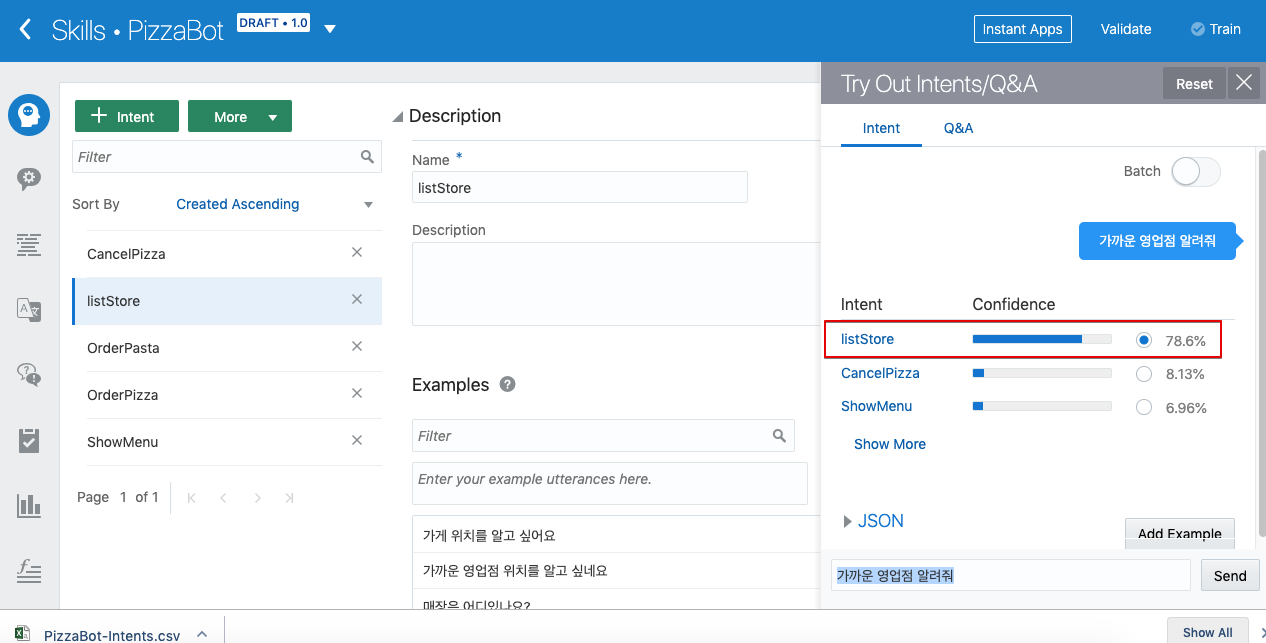 Skills • PizzaBot DRAFT • 1.0
Instant Apps Validate Train
+ Intent More
Filter
Sort By Created Ascending
CancelPizza
listStore
OrderPasta
OrderPizza
ShowMenu
Page 1 of 1
Description
Name *
listStore
Description
Examples ?
Filter
Enter your example utterances here.
가게 위치를 알고 싶어요
가까운 영업점 위치를 알고 싶네요
매장은 어디있나요?
Try Out Intents/Q&A Reset
Intent Q&A
Batch
가까운 영업점 알려줘
Intent Confidence
listStore 78.6%
CancelPizza 8.13%
ShowMenu 6.96%
Show More
JSON
Add Example
가까운 영업점 알려줘 Send
PizzaBot-Intents.csv Show All